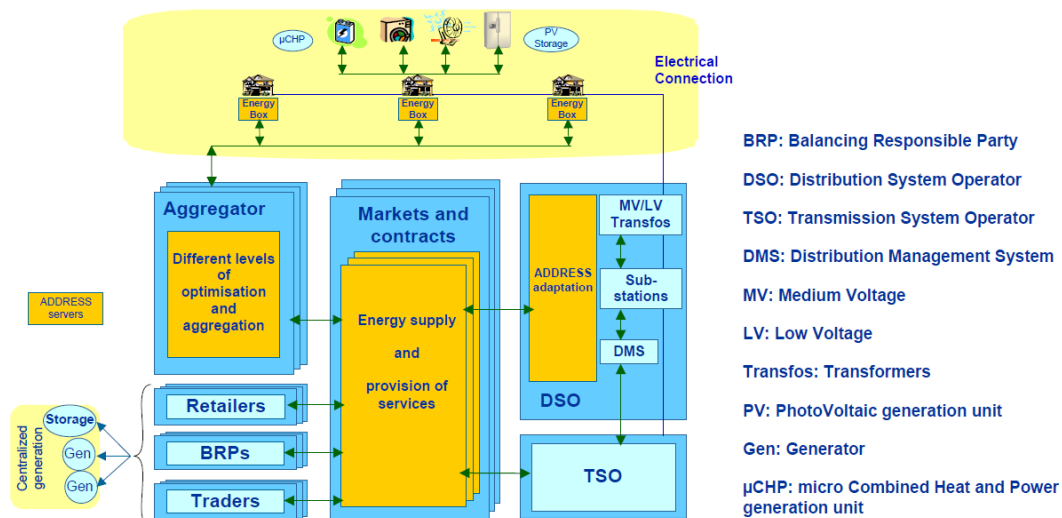 µCHP
PV
Storage
Electrical
Connection
Energy
Box
Energy
Box
Energy
Box
Aggregator
Different levels
of
optimisation
and
aggregation
Markets and
contracts
Energy supply
and
provision of
services
MV/LV
Transfos
ADDRESS
adaptation
Sub-
stations
DMS
DSO
TSO
ADDRESS
servers
Retailers
BRPs
Traders
Centralized
generation
Storage
Gen
Gen
BRP: Balancing Responsible Party
DSO: Distribution System Operator
TSO: Transmission System Operator
DMS: Distribution Management System
MV: Medium Voltage
LV: Low Voltage
Transfos: Transformers
PV: PhotoVoltaic generation unit
Gen: Generator
µCHP: micro Combined Heat and Power
generation unit